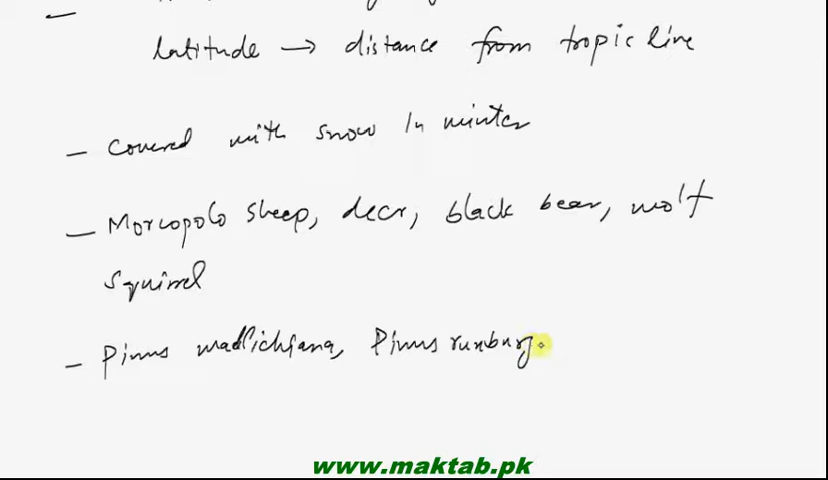 latitude → distance from tropic line
- covered with snow In winter
- Morcopolo sheep, deer, black bear, wolf
squirrel
- Pinus wallichiana, Pinus ruxburg
www.maktab.pk